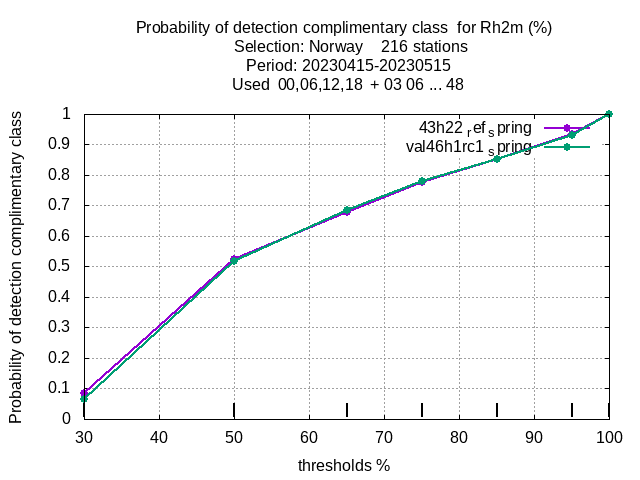 Probability of detection complimentary class  for Rh2m (%)
Selection: Norway    216 stations
Period: 20230415-20230515
Used  00,06,12,18  + 03 06 ... 48
Probability of detection complimentary class
1
0.9
0.8
0.7
0.6
0.5
0.4
0.3
0.2
0.1
0
43h22 ref spring
val46h1rc1 spring
30 40 50 60 70 80 90 100
thresholds %